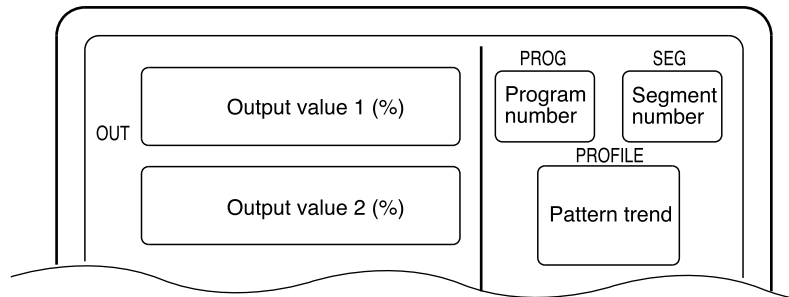 OUT
Output value 1 (%)
Output value 2 (%)
PROG
Program
number
SEG
Segment
number
PROFILE
Pattern trend